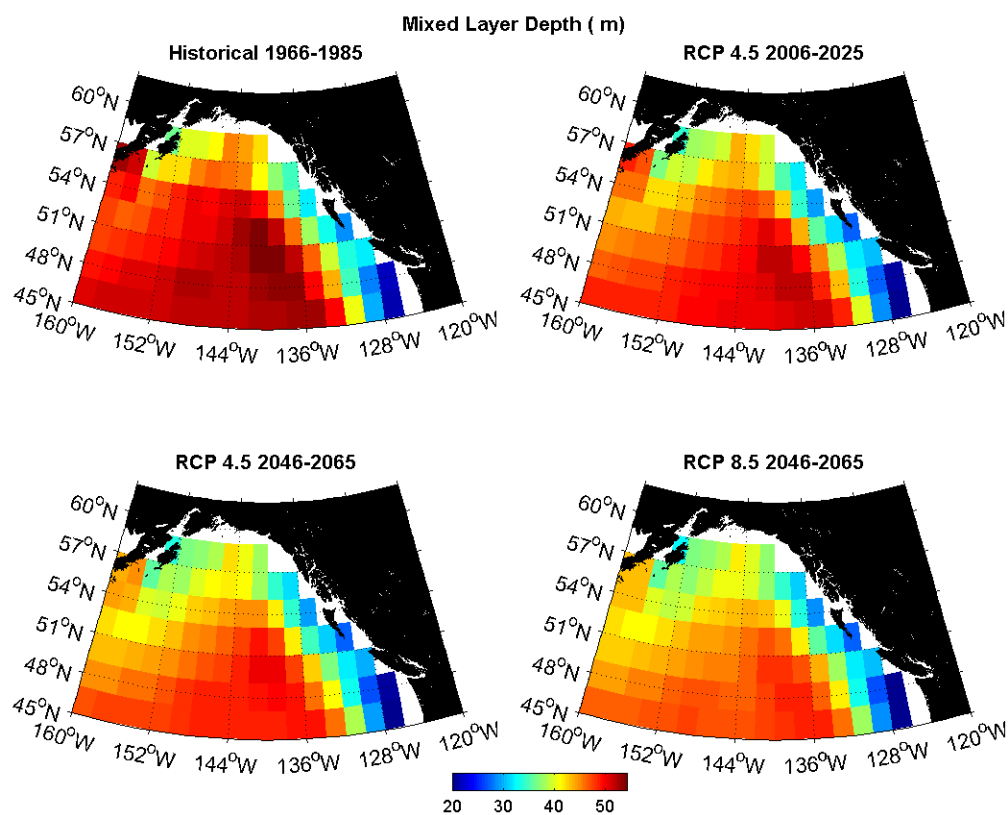 Mixed Layer Depth ( m)
Historical 1966-1985
RCP 4.5 2006-2025
60°N
57°N
54°N
51°N
48°N
45°N
160°W
152°W
144°W
136°W
128°W
120°W
60°N
57°N
54°N
51°N
48°N
45°N
160°W
152°W
144°W
136°W
128°W
120°W
RCP 4.5 2046-2065
RCP 8.5 2046-2065
60°N
57°N
54°N
51°N
48°N
45°N
160°W
152°W
144°W
136°W
128°W
120°W
60°N
57°N
54°N
51°N
48°N
45°N
160°W
152°W
144°W
136°W
128°W
120°W
20 30 40 50